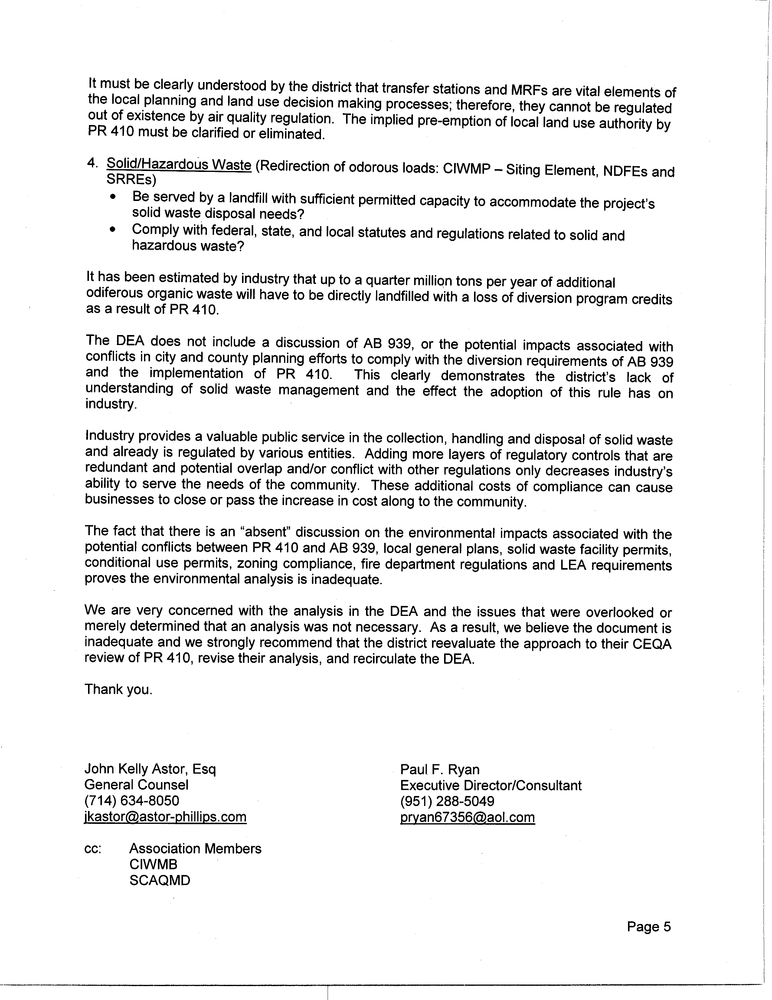 It must be clearly understood by the district that transfer stations and MRFs are vital elements of
the local planning and land use decision making processes; therefore, they cannot be regulated
out of existence by air quality regulation. The implied pre-emption of local land use authority by
PR 410 must be clarified or eliminated.
4. Solid/Hazardous Waste (Redirection of odorous loads: CIWMP – Siting Element, NDFEs and
SRREs)
• Be served by a landfill with sufficient permitted capacity to accommodate the project's
solid waste disposal needs?
• Comply with federal, state, and local statutes and regulations related to solid and
hazardous waste?
It has been estimated by industry that up to a quarter million tons per year of additional
odiferous organic waste will have to be directly landfilled with a loss of diversion program credits
as a result of PR 410.
The DEA does not include a discussion of AB 939, or the potential impacts associated with
conflicts in city and county planning efforts to comply with the diversion requirements of AB 939
and the implementation of PR 410. This clearly demonstrates the district's lack of
understanding of solid waste management and the effect the adoption of this rule has on
industry.
Industry provides a valuable public service in the collection, handling and disposal of solid waste
and already is regulated by various entities. Adding more layers of regulatory controls that are
redundant and potential overlap and/or conflict with other regulations only decreases industry's
ability to serve the needs of the community. These additional costs of compliance can cause
businesses to close or pass the increase in cost along to the community.
The fact that there is an “absent” discussion on the environmental impacts associated with the
potential conflicts between PR 410 and AB 939, local general plans, solid waste facility permits,
conditional use permits, zoning compliance, fire department regulations and LEA requirements
proves the environmental analysis is inadequate.
We are very concerned with the analysis in the DEA and the issues that were overlooked or
merely determined that an analysis was not necessary. As a result, we believe the document is
inadequate and we strongly recommend that the district reevaluate the approach to their CEQA
review of PR 410, revise their analysis, and recirculate the DEA.
Thank you.
John Kelly Astor, Esq
General Counsel
(714) 634-8050
jkastor@astor-phillips.com
Paul F. Ryan
Executive Director/Consultant
(951) 288-5049
pryan67356@aol.com
cc: Association Members
CIWMB
SCAQMD
Page 5